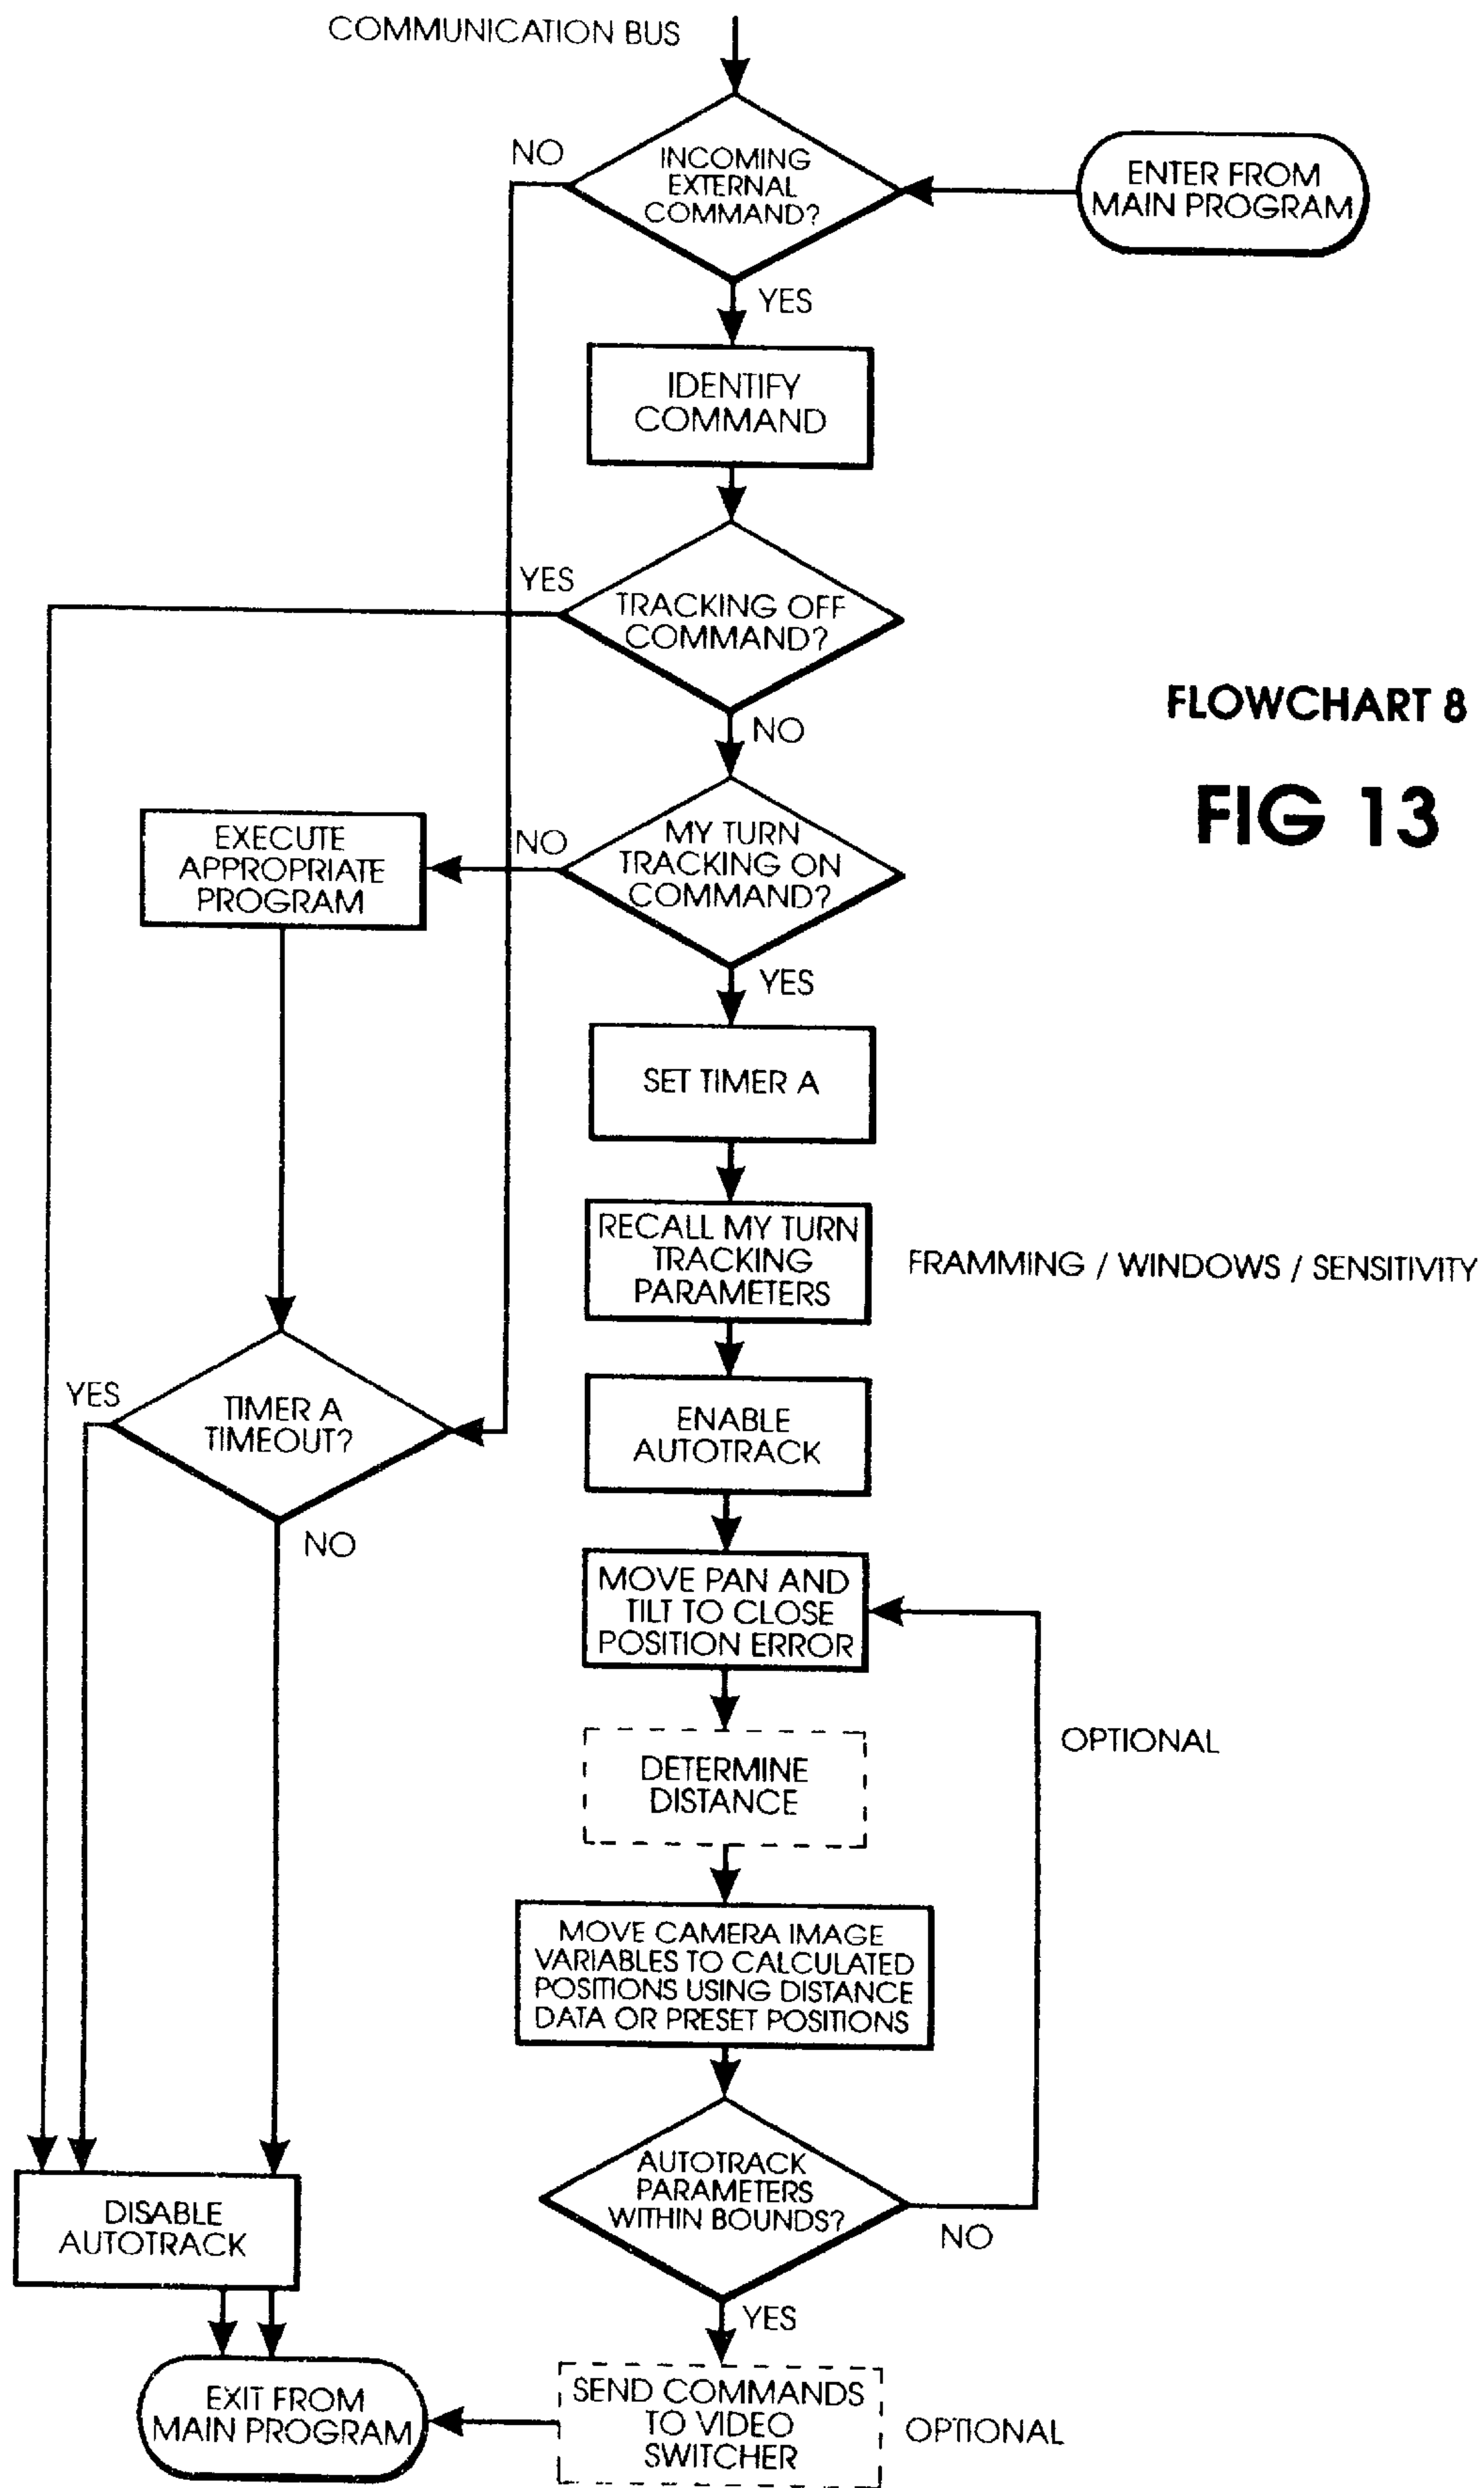 COMMUNICATION BUS
NO
INCOMING
EXTERNAL
COMMAND?
ENTER FROM
MAIN PROGRAM
YES
IDENTIFY
COMMAND
YES
TRACKING OFF
COMMAND?
FLOWCHART 8
NO
FIG 13
EXECUTE
APPROPRIATE
PROGRAM
NO
MY TURN
TRACKING ON
COMMAND?
YES
SET TIMER A
RECALL MY TURN
TRACKING
PARAMETERS
FRAMMING / WINDOWS / SENSITIVITY
YES
TIMER A
TIMEOUT?
ENABLE
AUTOTRACK
NO
MOVE PAN AND
TILT TO CLOSE
POSITION ERROR
OPTIONAL
DETERMINE
DISTANCE
MOVE CAMERA IMAGE
VARIABLES TO CALCULATED
POSITIONS USING DISTANCE
DATA OR PRESET POSITIONS
AUTOTRACK
PARAMETERS
WITHIN BOUNDS?
NO
DISABLE
AUTOTRACK
YES
EXIT FROM
MAIN PROGRAM
SEND COMMANDS
TO VIDEO
SWITCHER
OPTIONAL